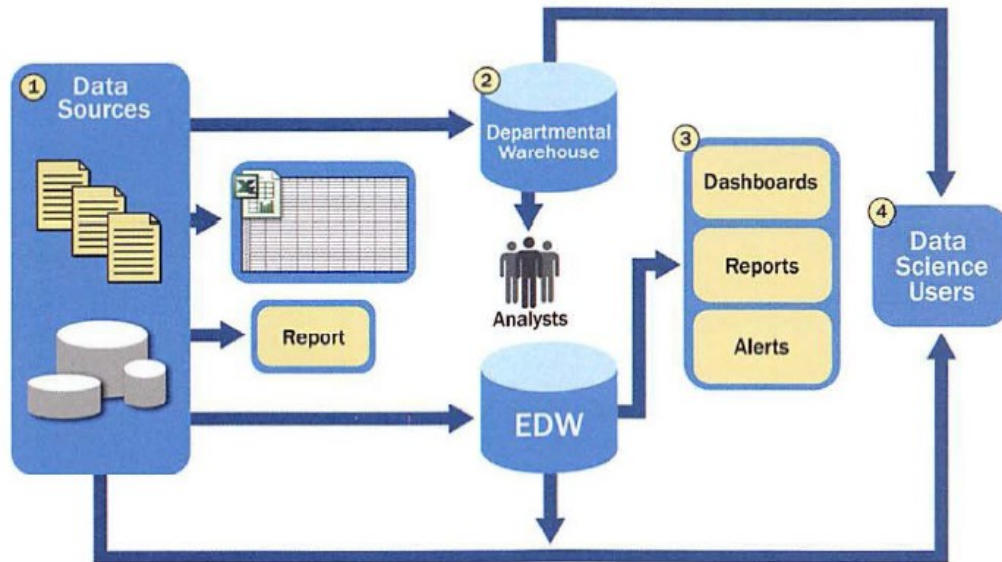 1
Data
Sources
2
Departmental
Warehouse
3
Dashboards
4
Data
Science
Users
Reports
Analysts
Report
Alerts
EDW